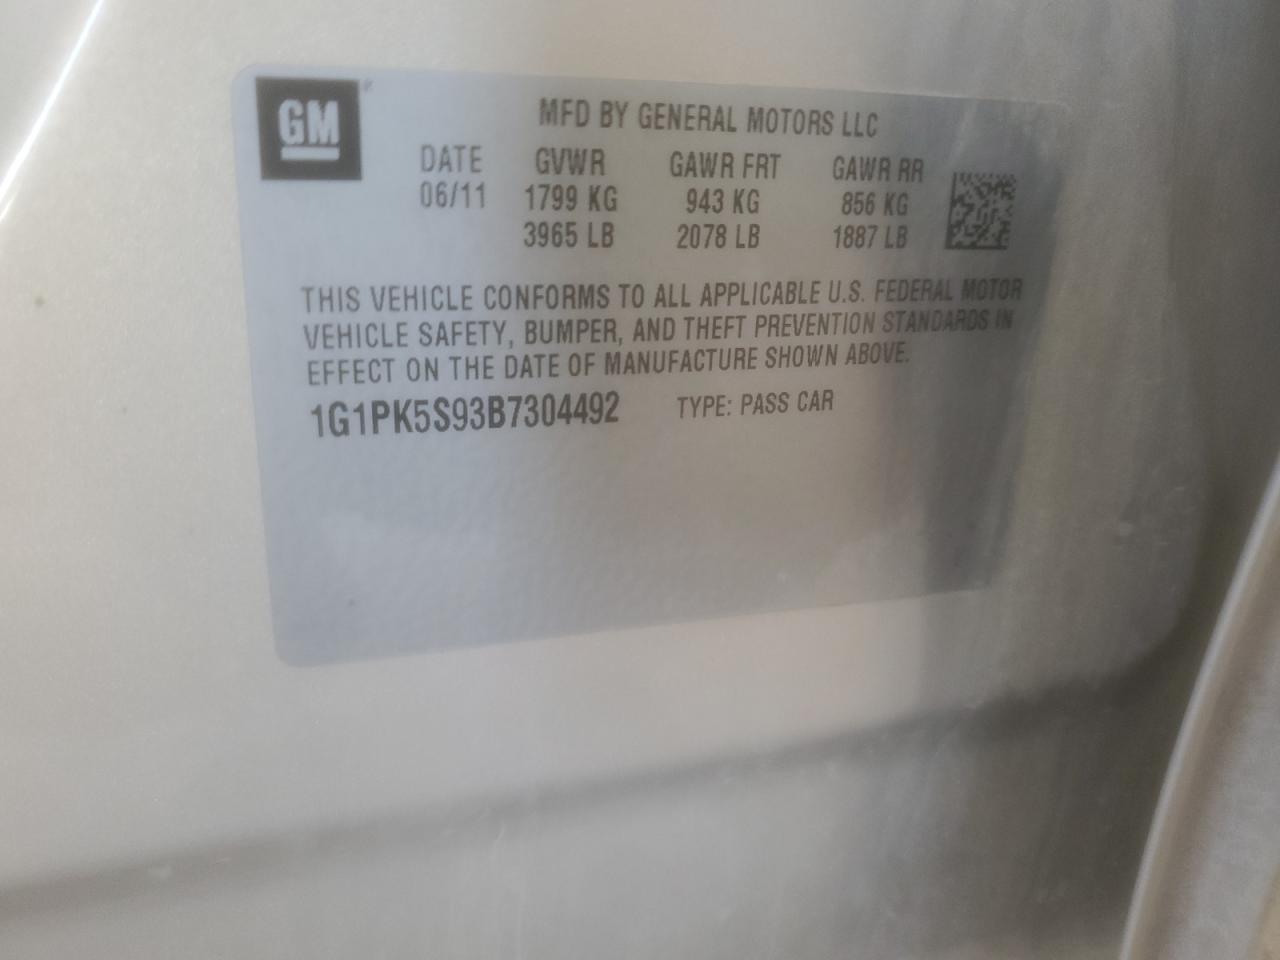 GM
MFD BY GENERAL MOTORS LLC
DATE GVWR GAWR FRT GAWR RR
06/11 1799 KG 943 KG 856 KG
3965 LB 2078 LB 1887 LB
THIS VEHICLE CONFORMS TO ALL APPLICABLE U.S. FEDERAL MOTOR
VEHICLE SAFETY, BUMPER, AND THEFT PREVENTION STANDARDS IN
EFFECT ON THE DATE OF MANUFACTURE SHOWN ABOVE.
1G1PK5S93B7304492 TYPE: PASS CAR